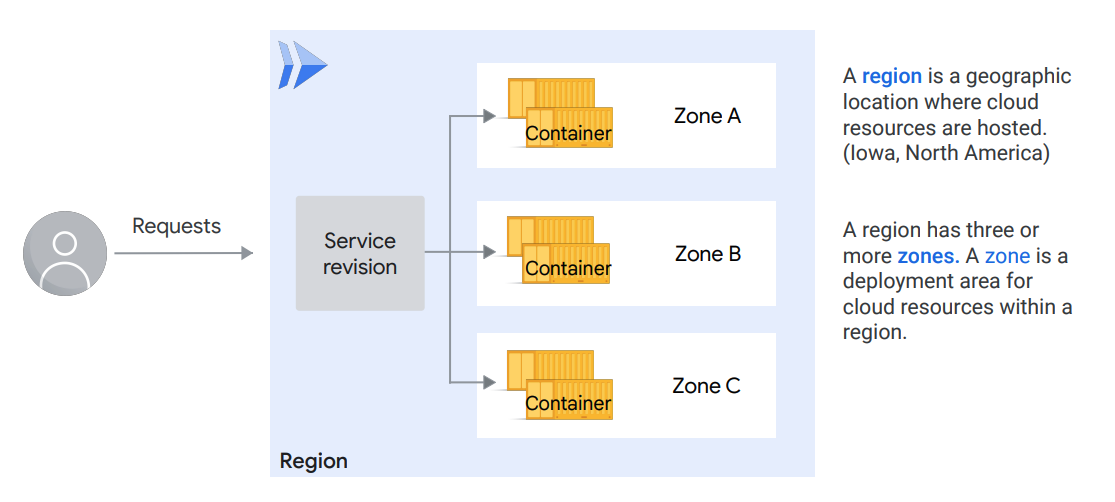 Requests
Service
revision
Container
Zone A
Container
Zone B
Container
Zone C
Region
A region is a geographic
location where cloud
resources are hosted.
(Iowa, North America)
A region has three or
more zones. A zone is a
deployment area for
cloud resources within a
region.